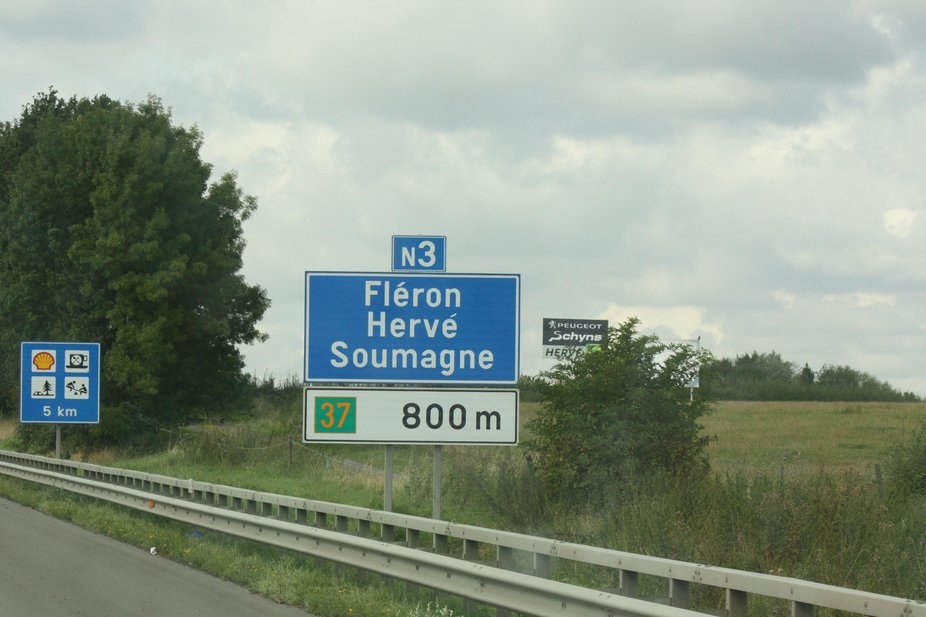 5 km
N3
Fléron
Hervé
Soumagne
37 800 m
PEUGEOT
Schyns
HERVE